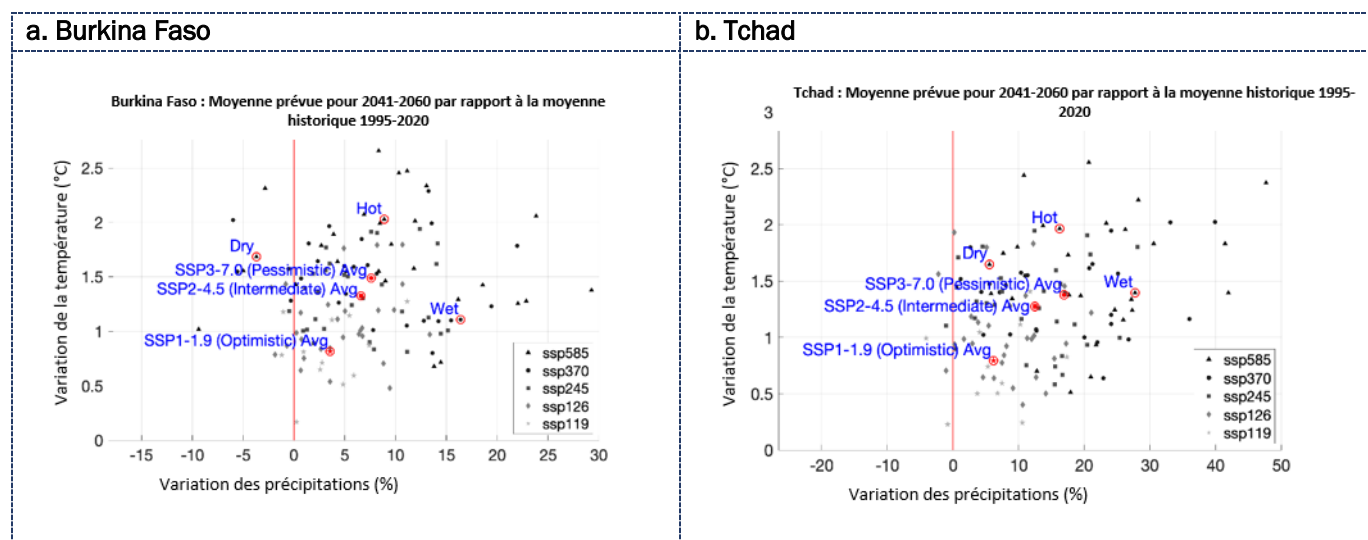 a. Burkina Faso
b. Tchad
Burkina Faso : Moyenne prévue pour 2041-2060 par rapport à la moyenne
historique 1995-2020
Variation de la température (°C)
2.5
2
1.5
1
0.5
0
Hot
Dry
SSP3-7.0 (Pessimistic) Avg
SSP2-4.5 (Intermediate) Avg
Wet
SSP1-1.9 (Optimistic) Avg
ssp585
ssp370
ssp245
ssp126
ssp119
-15 -10 -5 0 5 10 15 20 25 30
Variation des précipitations (%)
Tchad : Moyenne prévue pour 2041-2060 par rapport à la moyenne historique 1995-
2020
3
Variation de la température (°C)
2.5
2
1.5
1
0.5
0
Hot
Dry
SSP3-7.0 (Pessimistic) Avg
Wet
SSP2-4.5 (Intermediate) Avg
SSP1-1.9 (Optimistic) Avg
ssp585
ssp370
ssp245
ssp126
ssp119
-20 -10 0 10 20 30 40 50
Variation des précipitations (%)